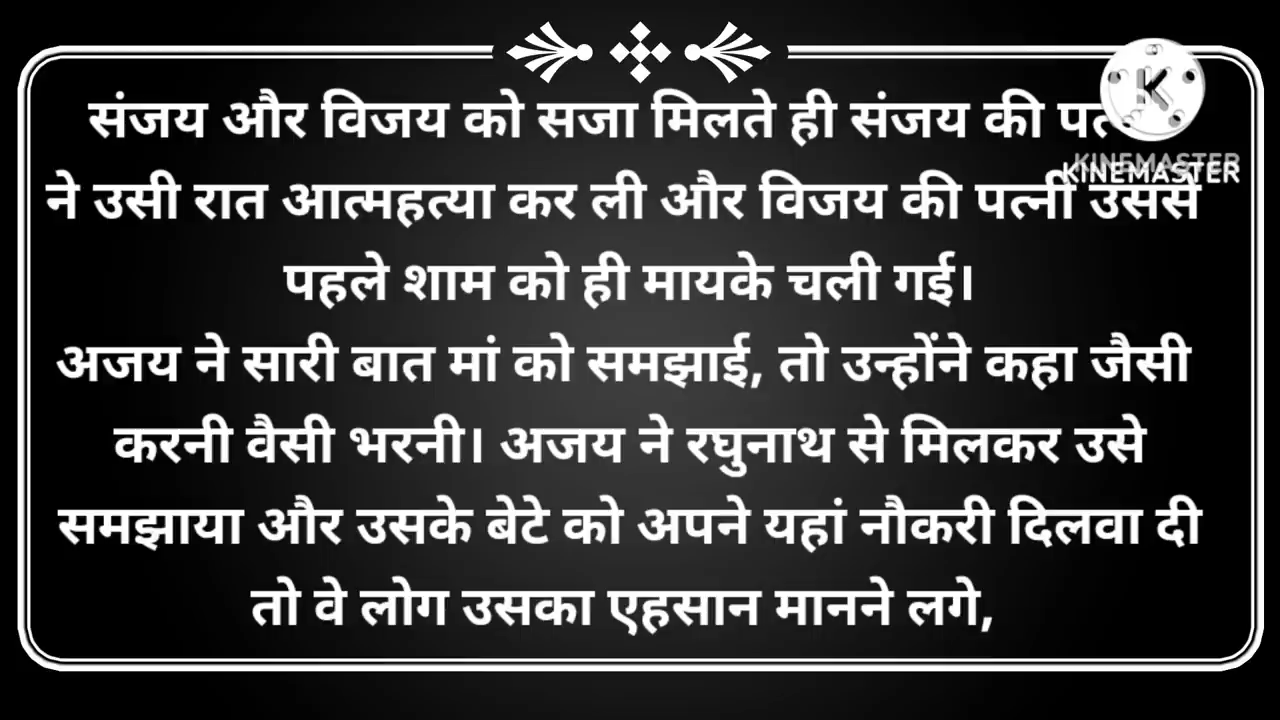 संजय और विजय को सजा मिलते ही संजय की
ने उसी रात आत्महत्या कर ली और विजय की पत्नी उससे
पहले शाम को ही मायके चली गई।
अजय ने सारी बात मां को समझाई, तो उन्होंने कहा जैसी
करनी वैसी भरनी। अजय ने रघुनाथ से मिलकर उसे
समझाया और उसके बेटे को अपने यहां नौकरी दिलवा दी
तो वे लोग उसका एहसान मानने लगे,
K
KINEMASTER
KINEMASTER